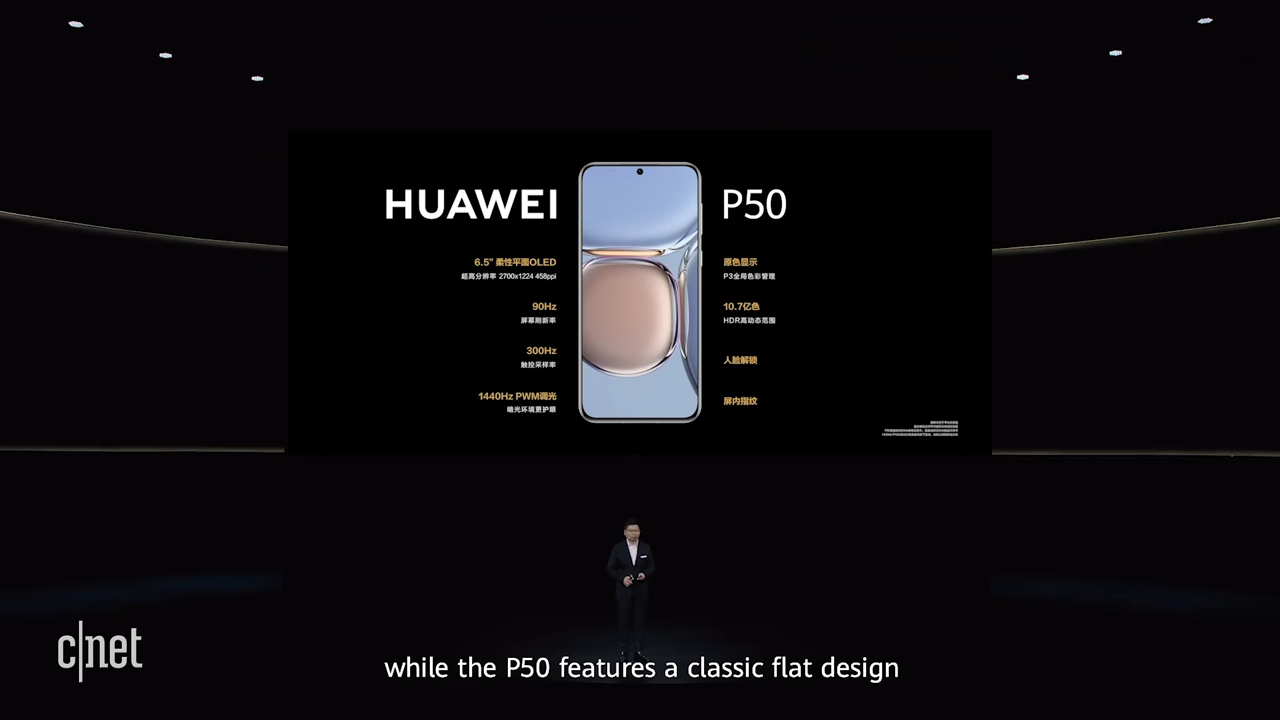 HUAWEI P50
6.5" 柔性平面OLED
超高分辨率 2700x1224 458ppi
90Hz
屏幕刷新率
300Hz
触控采样率
1440Hz PWM调光
暗光环境更护眼
原色显示
P3全局色彩管理
10.7亿色
HDR高动态范围
人脸解锁
屏内指纹
c|net
while the P50 features a classic flat design